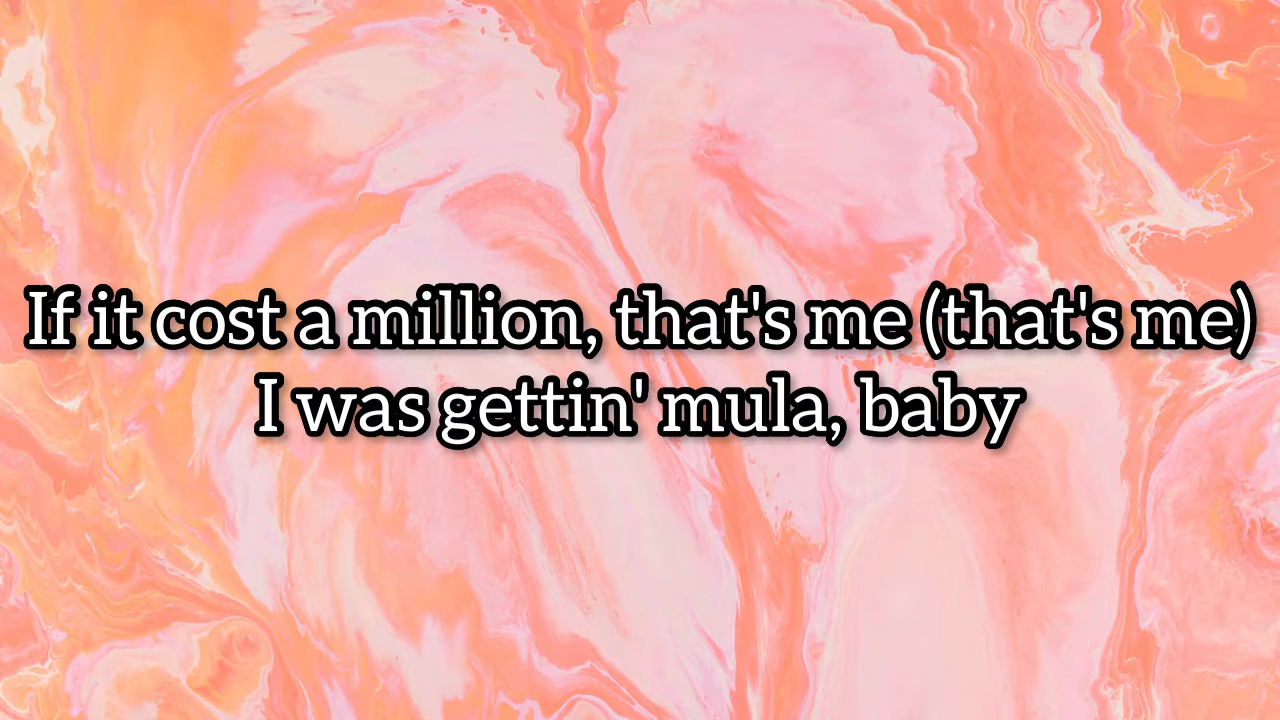 If it cost a million, that's me (that's me)
I was gettin' mula, baby